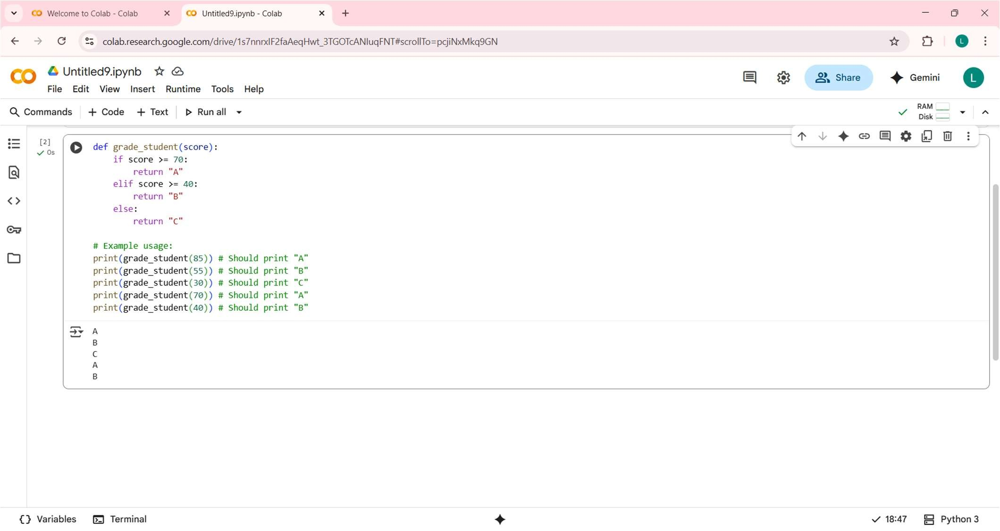 Welcome to Colab - Colab
Untitled9.ipynb - Colab
colab.research.google.com/drive/1s7nnrxIF2faAeqHwt_3TGOTcANIuqFNT#scrollTo=pcjiNxMkq9GN
L
Untitled9.ipynb
File Edit View Insert Runtime Tools Help
Share
Gemini
L
Commands
+ Code
+ Text
Run all
RAM
Disk
[2]
0s
def grade_student(score):
    if score >= 70:
        return "A"
    elif score >= 40:
        return "B"
    else:
        return "C"
# Example usage:
print(grade_student(85)) # Should print "A"
print(grade_student(55)) # Should print "B"
print(grade_student(30)) # Should print "C"
print(grade_student(70)) # Should print "A"
print(grade_student(40)) # Should print "B"
A
B
C
A
B
Variables
Terminal
18:47
Python 3